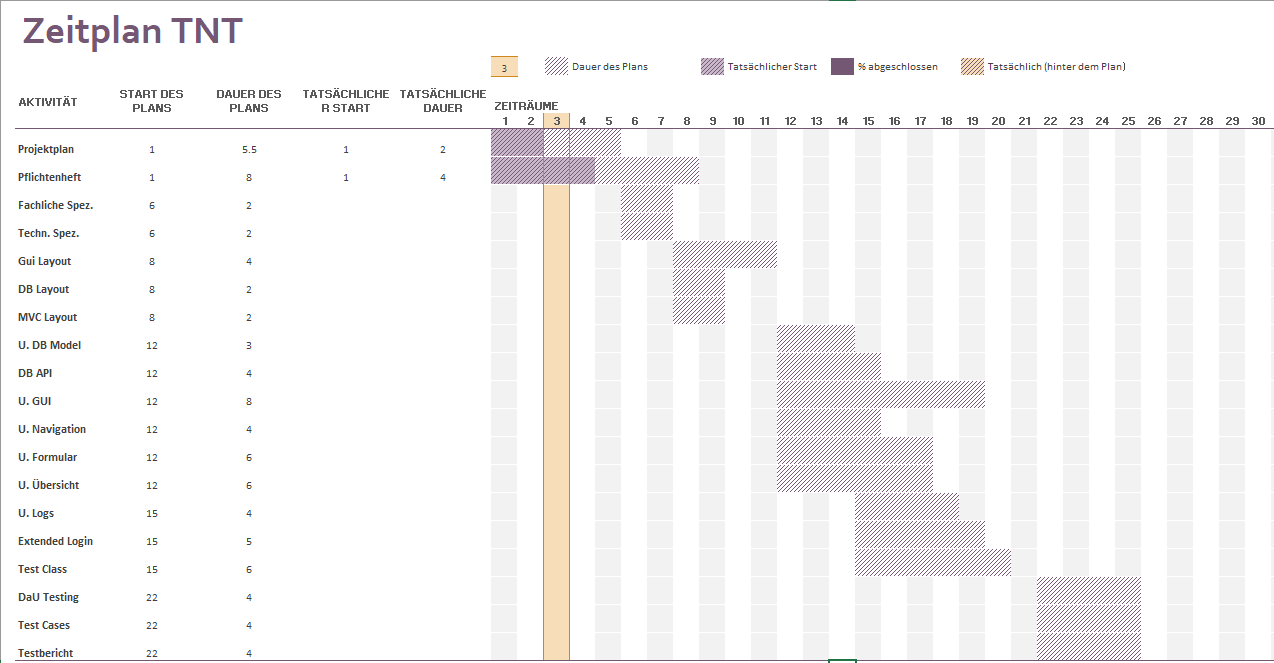 Zeitplan TNT
3 Dauer des Plans Tatsächlicher Start % abgeschlossen Tatsächlich (hinter dem Plan)
AKTIVITÄT START DES PLANS DAUER DES PLANS TATSÄCHLICHE R START TATSÄCHLICHE DAUER ZEITRÄUME
1 2 3 4 5 6 7 8 9 10 11 12 13 14 15 16 17 18 19 20 21 22 23 24 25 26 27 28 29 30
Projektplan 1 5.5 1 2
Pflichtenheft 1 8 1 4
Fachliche Spez. 6 2
Techn. Spez. 6 2
Gui Layout 8 4
DB Layout 8 2
MVC Layout 8 2
U. DB Model 12 3
DB API 12 4
U. GUI 12 8
U. Navigation 12 4
U. Formular 12 6
U. Übersicht 12 6
U. Logs 15 4
Extended Login 15 5
Test Class 15 6
DaU Testing 22 4
Test Cases 22 4
Testbericht 22 4